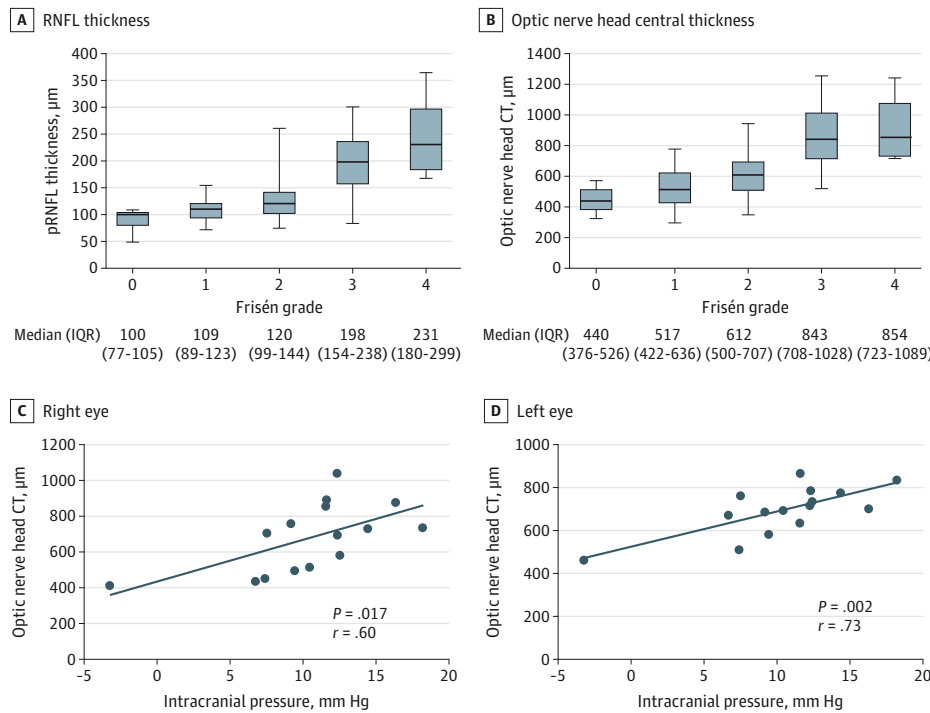 A RNFL thickness
400
350
300
250
200
150
100
50
0
pRNFL thickness, µm
0 1 2 3 4
Frisén grade
Median (IQR) 100 109 120 198 231
(77-105) (89-123) (99-144) (154-238) (180-299)
B Optic nerve head central thickness
1400
1200
1000
800
600
400
200
0
Optic nerve head CT, µm
0 1 2 3 4
Frisén grade
Median (IQR) 440 517 612 843 854
(376-526) (422-636) (500-707) (708-1028) (723-1089)
C Right eye
1200
1000
800
600
400
200
0
Optic nerve head CT, µm
P = .017
r = .60
-5 0 5 10 15 20
Intracranial pressure, mm Hg
D Left eye
1000
800
600
400
200
0
Optic nerve head CT, µm
P = .002
r = .73
-5 0 5 10 15 20
Intracranial pressure, mm Hg